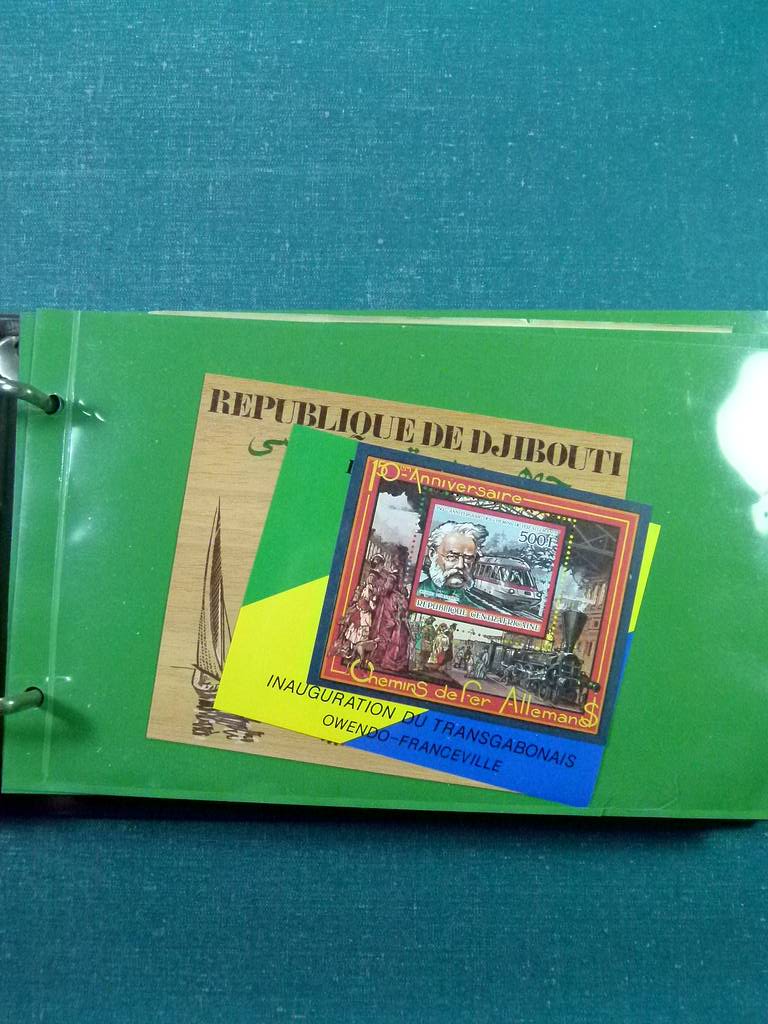 REPUBLIQUE DE DJIBOUTI
150ème Anniversaire
500F
REPUBLIQUE CENTRAFRICAINE
Chemins de Fer Allemands
INAUGURATION DU TRANSGABONAIS
OWENDO-FRANCEVILLE